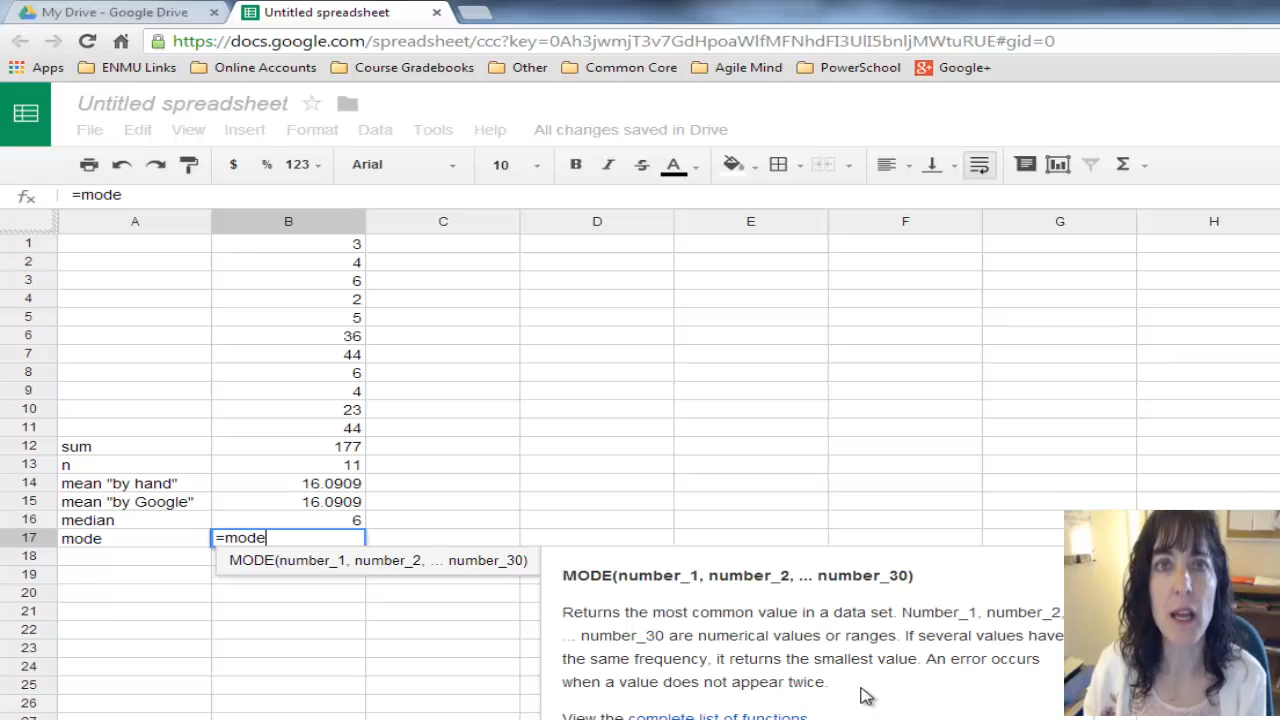 My Drive - Google Drive × Untitled spreadsheet ×
https://docs.google.com/spreadsheet/ccc?key=0Ah3jwmjT3v7GdHpoaWlfMFNhdFI3UlI5bnljMWtuRUE#gid=0
Apps ENMU Links Online Accounts Course Gradebooks Other Common Core Agile Mind PowerSchool Google+
Untitled spreadsheet
File Edit View Insert Format Data Tools Help All changes saved in Drive
$ % 123 Arial 10 B I S A Σ
fx =mode
A B C D E F G H
1 3
2 4
3 6
4 2
5 5
6 36
7 44
8 6
9 4
10 23
11 44
12 sum 177
13 n 11
14 mean "by hand" 16.0909
15 mean "by Google" 16.0909
16 median 6
17 mode =mode
18 MODE(number_1, number_2, ... number_30)
19 MODE(number_1, number_2, ... number_30)
20
21 Returns the most common value in a data set. Number_1, number_2,
22 ... number_30 are numerical values or ranges. If several values have
23 the same frequency, it returns the smallest value. An error occurs
24 when a value does not appear twice.
25
26 View the complete list of functions